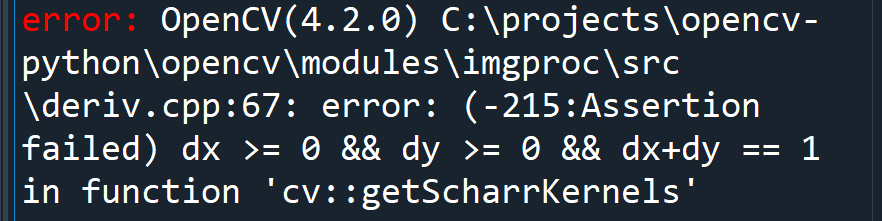 error: OpenCV(4.2.0) C:\projects\opencv-
python\opencv\modules\imgproc\src
\deriv.cpp:67: error: (-215:Assertion
failed) dx >= 0 && dy >= 0 && dx+dy == 1
in function 'cv::getScharrKernels'